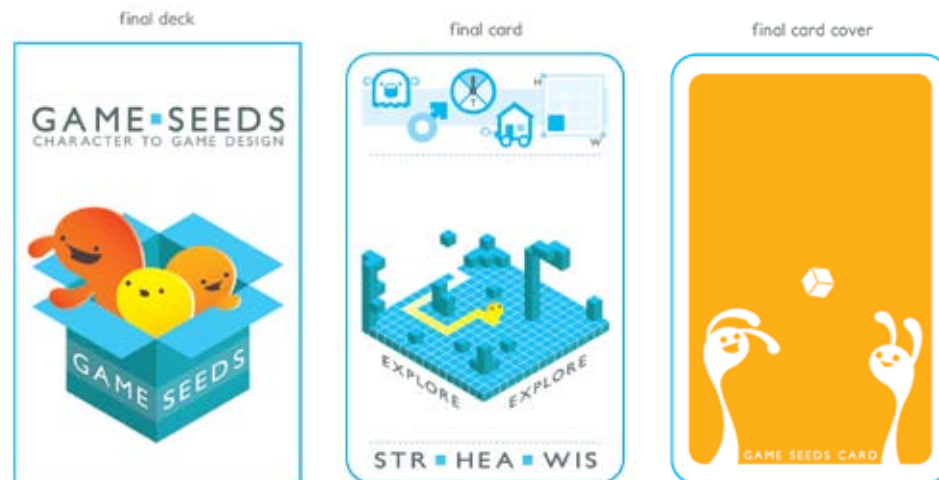 final deck
GAME SEEDS
CHARACTER TO GAME DESIGN
GAME SEEDS
final card
H
T
W
EXPLORE EXPLORE
STR HEA WIS
final card cover
GAME SEEDS CARD